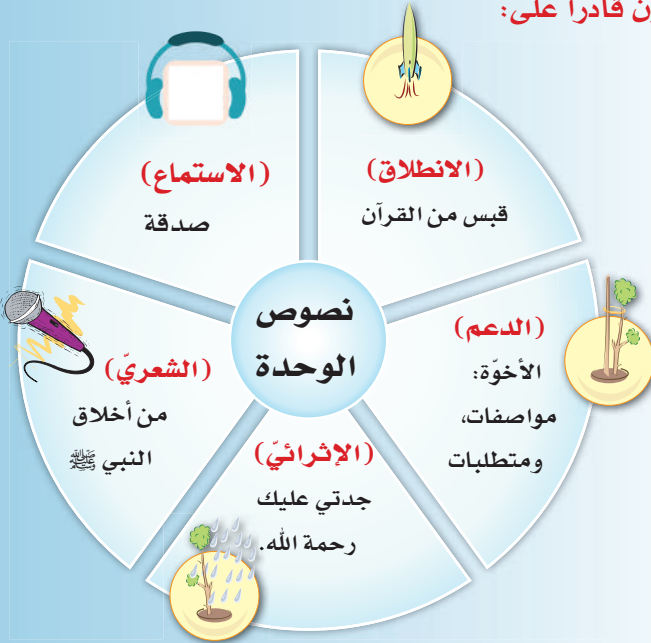 ن قادرًا على:
(الانطلاق)
قبس من القرآن
(الاستماع)
صدقة
نصوص
الوحدة
(الدعم)
الأخوّة:
مواصفات،
ومتطلبات
(الشعريّ)
من أخلاق
النبي ﷺ
(الإثرائيّ)
جدتي عليك
رحمة الله.